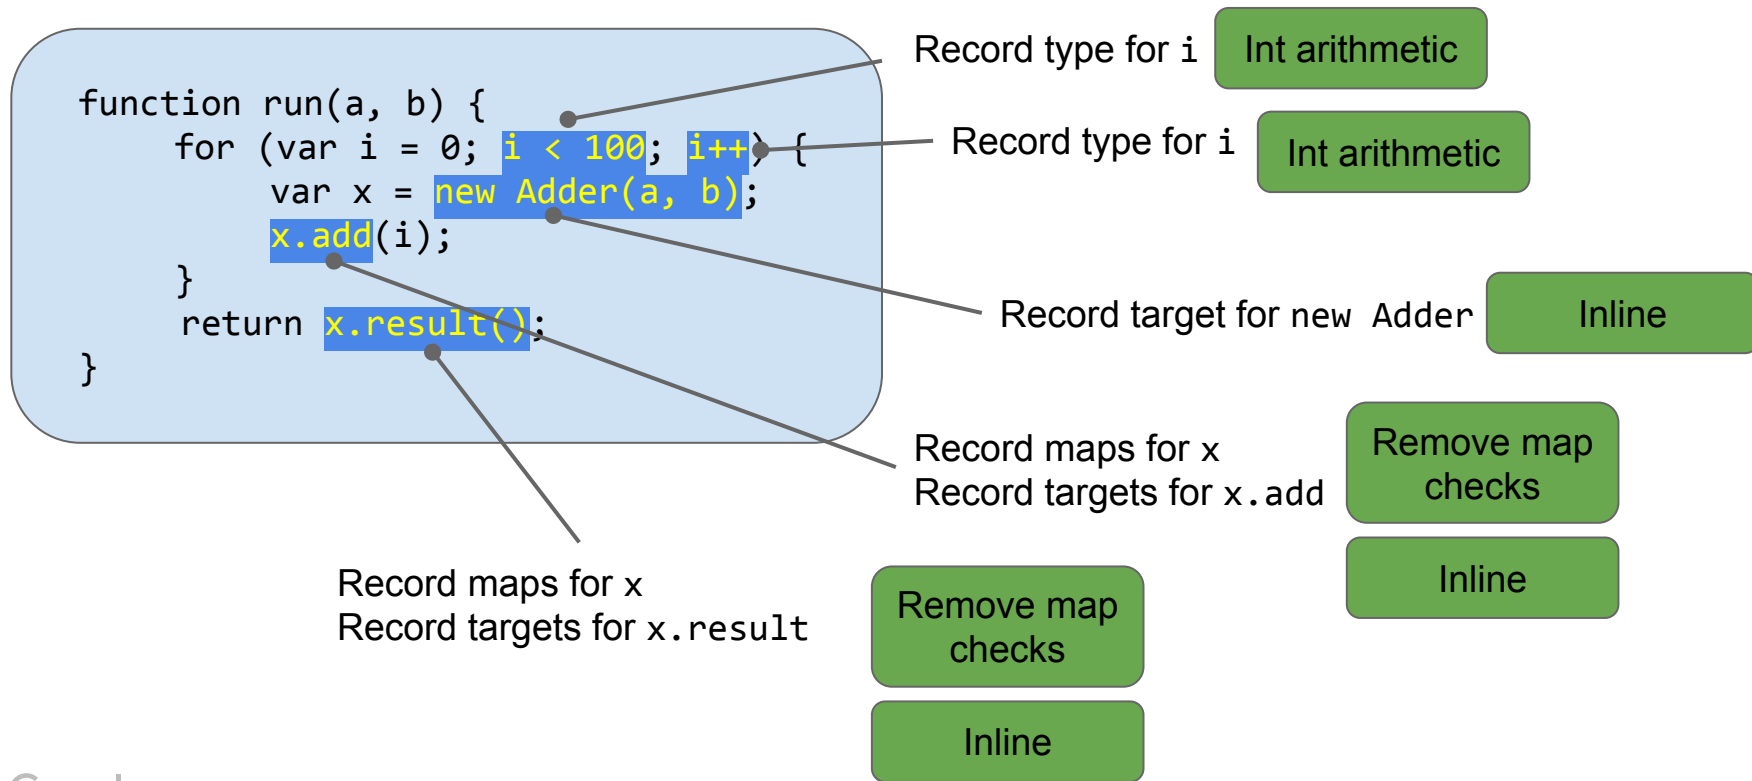 function run(a, b) {
for (var i = 0; i < 100; i++) {
var x = new Adder(a, b);
x.add(i);
}
return x.result();
}
Record type for i
Int arithmetic
Record type for i
Int arithmetic
Record target for new Adder
Inline
Record maps for x
Record targets for x.add
Remove map
checks
Inline
Record maps for x
Record targets for x.result
Remove map
checks
Inline